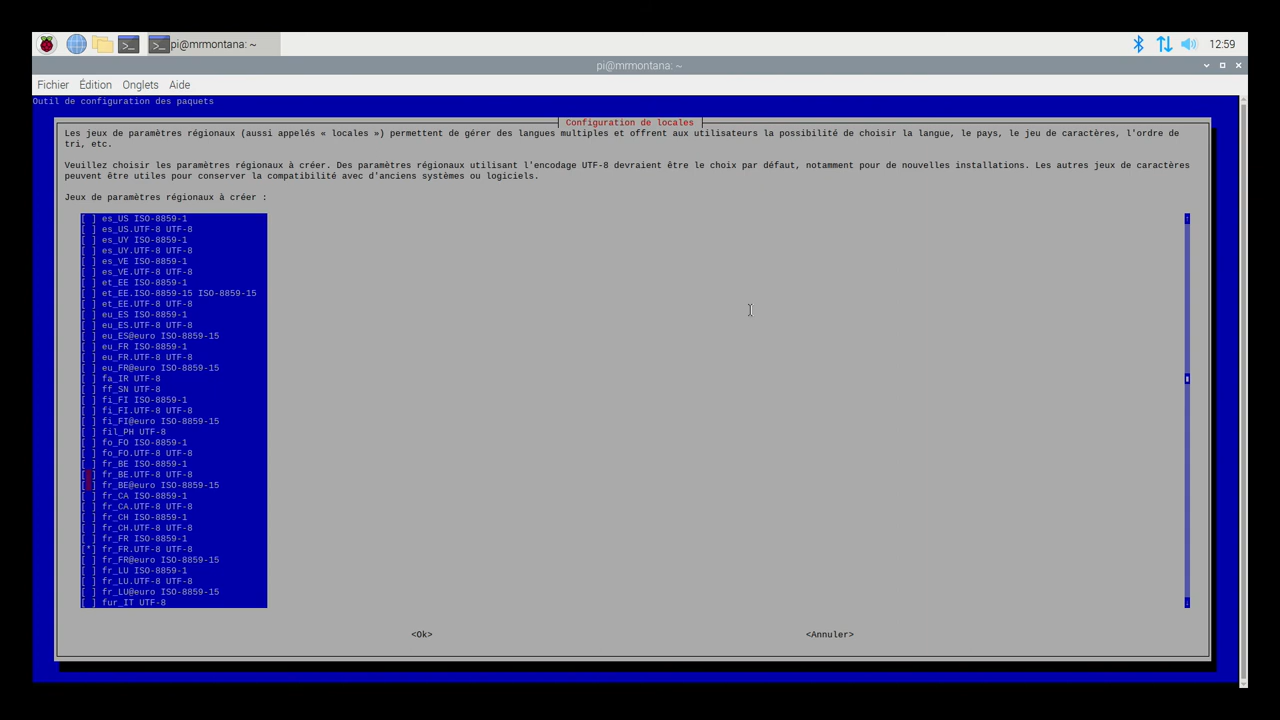 pi@mrmontana: ~
12:59
pi@mrmontana: ~
Fichier Édition Onglets Aide
Outil de configuration des paquets
Configuration de locales
Les jeux de paramètres régionaux (aussi appelés « locales ») permettent de gérer des langues multiples et offrent aux utilisateurs la possibilité de choisir la langue, le pays, le jeu de caractères, l'ordre de
tri, etc.
Veuillez choisir les paramètres régionaux à créer. Des paramètres régionaux utilisant l'encodage UTF-8 devraient être le choix par défaut, notamment pour de nouvelles installations. Les autres jeux de caractères
peuvent être utiles pour conserver la compatibilité avec d'anciens systèmes ou logiciels.
Jeux de paramètres régionaux à créer :
[ ] es_US ISO-8859-1
[ ] es_US.UTF-8 UTF-8
[ ] es_UY ISO-8859-1
[ ] es_UY.UTF-8 UTF-8
[ ] es_VE ISO-8859-1
[ ] es_VE.UTF-8 UTF-8
[ ] et_EE ISO-8859-1
[ ] et_EE.ISO-8859-15 ISO-8859-15
[ ] et_EE.UTF-8 UTF-8
[ ] eu_ES ISO-8859-1
[ ] eu_ES.UTF-8 UTF-8
[ ] eu_ES@euro ISO-8859-15
[ ] eu_FR ISO-8859-1
[ ] eu_FR.UTF-8 UTF-8
[ ] eu_FR@euro ISO-8859-15
[ ] fa_IR UTF-8
[ ] ff_SN UTF-8
[ ] fi_FI ISO-8859-1
[ ] fi_FI.UTF-8 UTF-8
[ ] fi_FI@euro ISO-8859-15
[ ] fil_PH UTF-8
[ ] fo_FO ISO-8859-1
[ ] fo_FO.UTF-8 UTF-8
[ ] fr_BE ISO-8859-1
[ ] fr_BE.UTF-8 UTF-8
[ ] fr_BE@euro ISO-8859-15
[ ] fr_CA ISO-8859-1
[ ] fr_CA.UTF-8 UTF-8
[ ] fr_CH ISO-8859-1
[ ] fr_CH.UTF-8 UTF-8
[ ] fr_FR ISO-8859-1
[*] fr_FR.UTF-8 UTF-8
[ ] fr_FR@euro ISO-8859-15
[ ] fr_LU ISO-8859-1
[ ] fr_LU.UTF-8 UTF-8
[ ] fr_LU@euro ISO-8859-15
[ ] fur_IT UTF-8
<Ok> <Annuler>